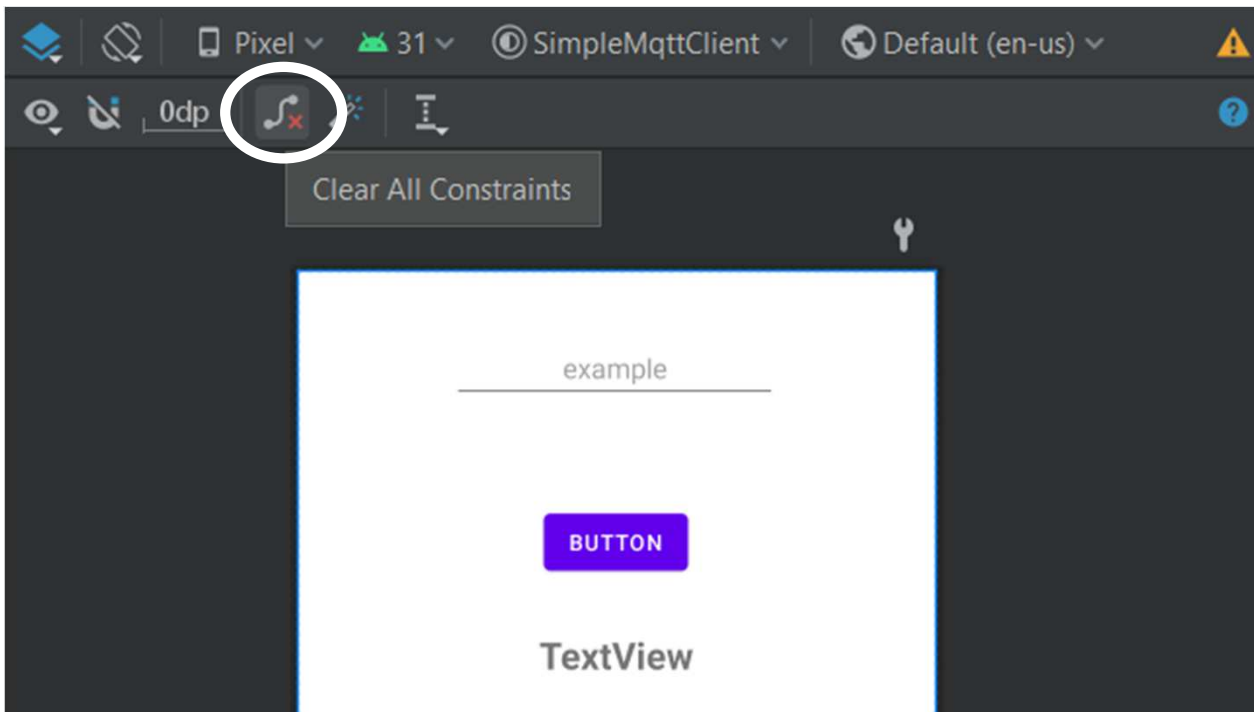 Pixel 31 SimpleMqttClient Default (en-us)
0dp ?
Clear All Constraints
example
BUTTON
TextView